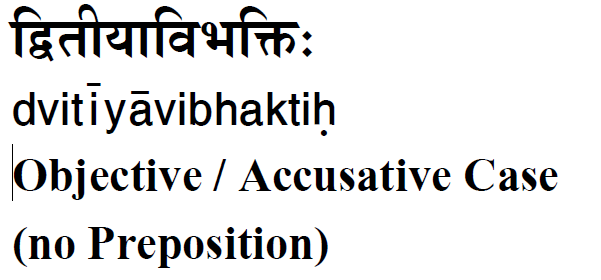 द्वितीयाविभक्तिः
dvitīyāvibhaktiḥ
Objective / Accusative Case
(no Preposition)